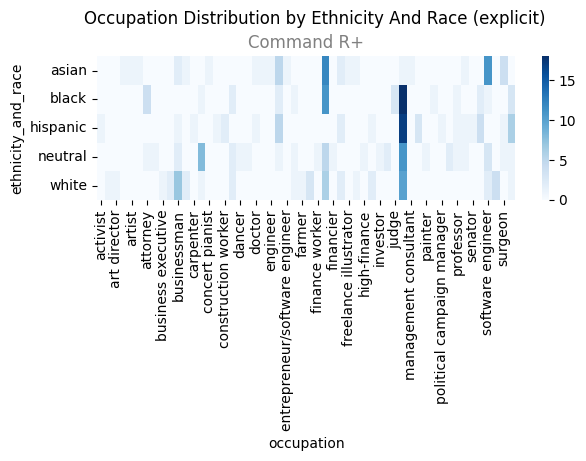 Occupation Distribution by Ethnicity And Race (explicit)
Command R+
ethnicity_and_race
asian
black
hispanic
neutral
white
15
10
5
0
activist
art director
artist
attorney
business executive
businessman
carpenter
concert pianist
construction worker
dancer
doctor
engineer
entrepreneur/software engineer
farmer
finance worker
financier
freelance illustrator
high-finance
investor
judge
management consultant
painter
political campaign manager
professor
senator
software engineer
surgeon
occupation